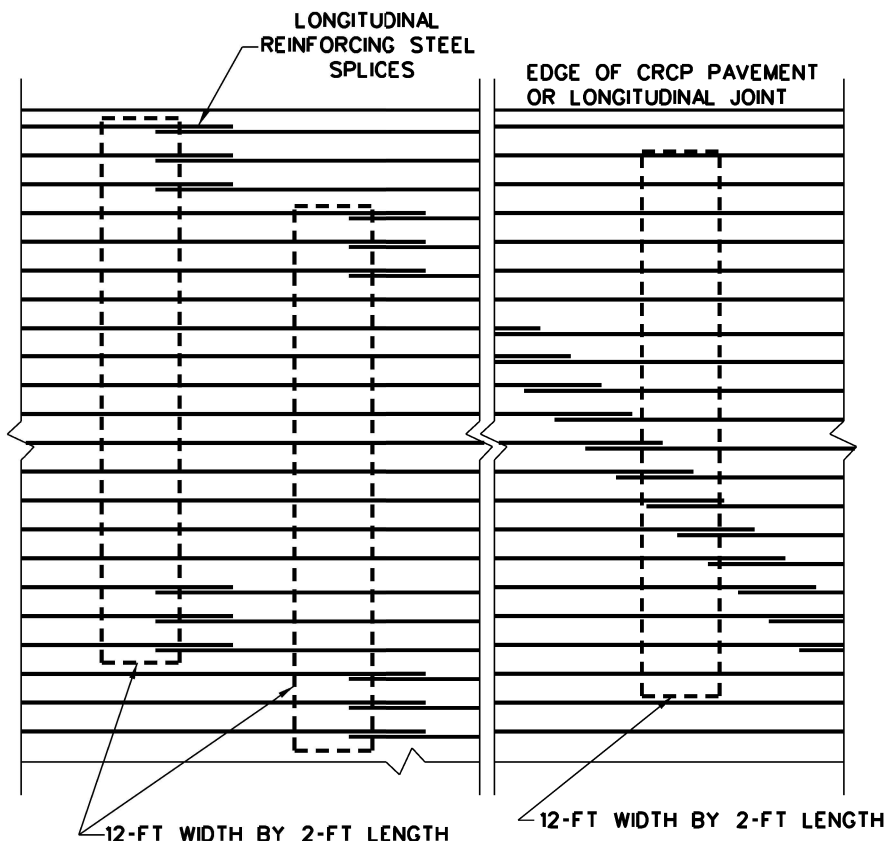 LONGITUDINAL
REINFORCING STEEL
SPLICES
EDGE OF CRCP PAVEMENT
OR LONGITUDINAL JOINT
12-FT WIDTH BY 2-FT LENGTH
12-FT WIDTH BY 2-FT LENGTH